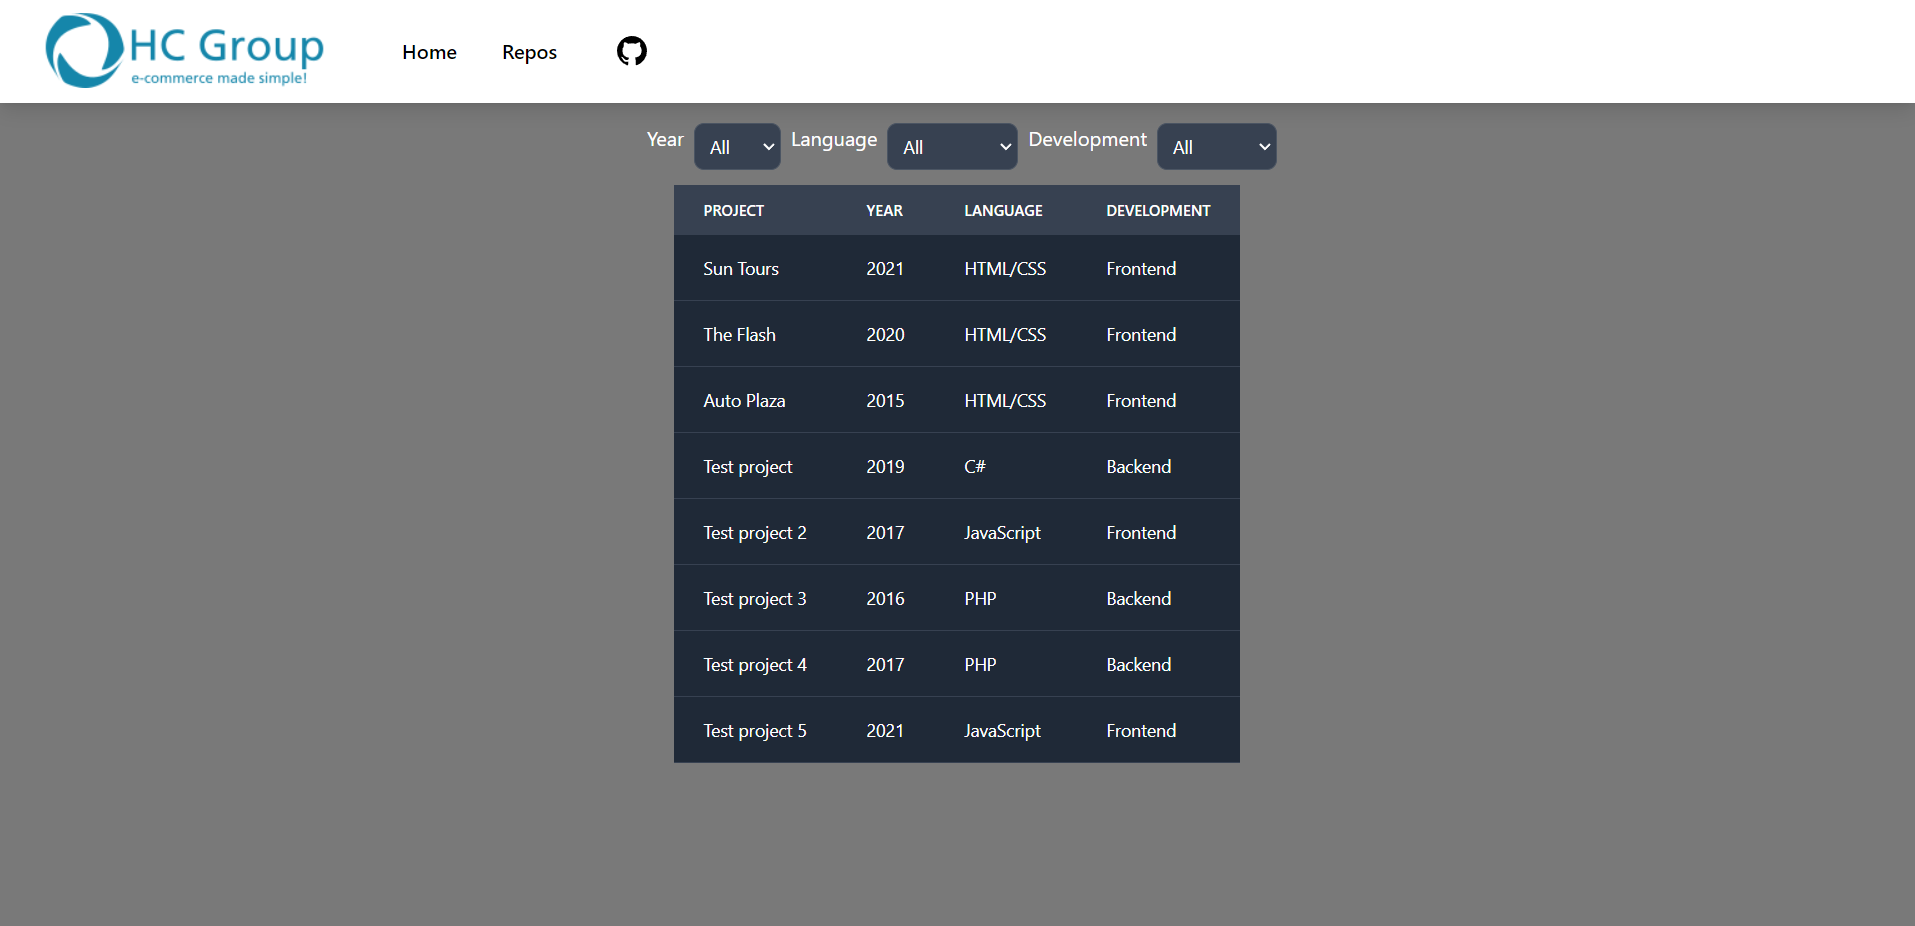 HC Group
e-commerce made simple!
Home Repos
Year All Language All Development All
PROJECT YEAR LANGUAGE DEVELOPMENT
Sun Tours 2021 HTML/CSS Frontend
The Flash 2020 HTML/CSS Frontend
Auto Plaza 2015 HTML/CSS Frontend
Test project 2019 C# Backend
Test project 2 2017 JavaScript Frontend
Test project 3 2016 PHP Backend
Test project 4 2017 PHP Backend
Test project 5 2021 JavaScript Frontend